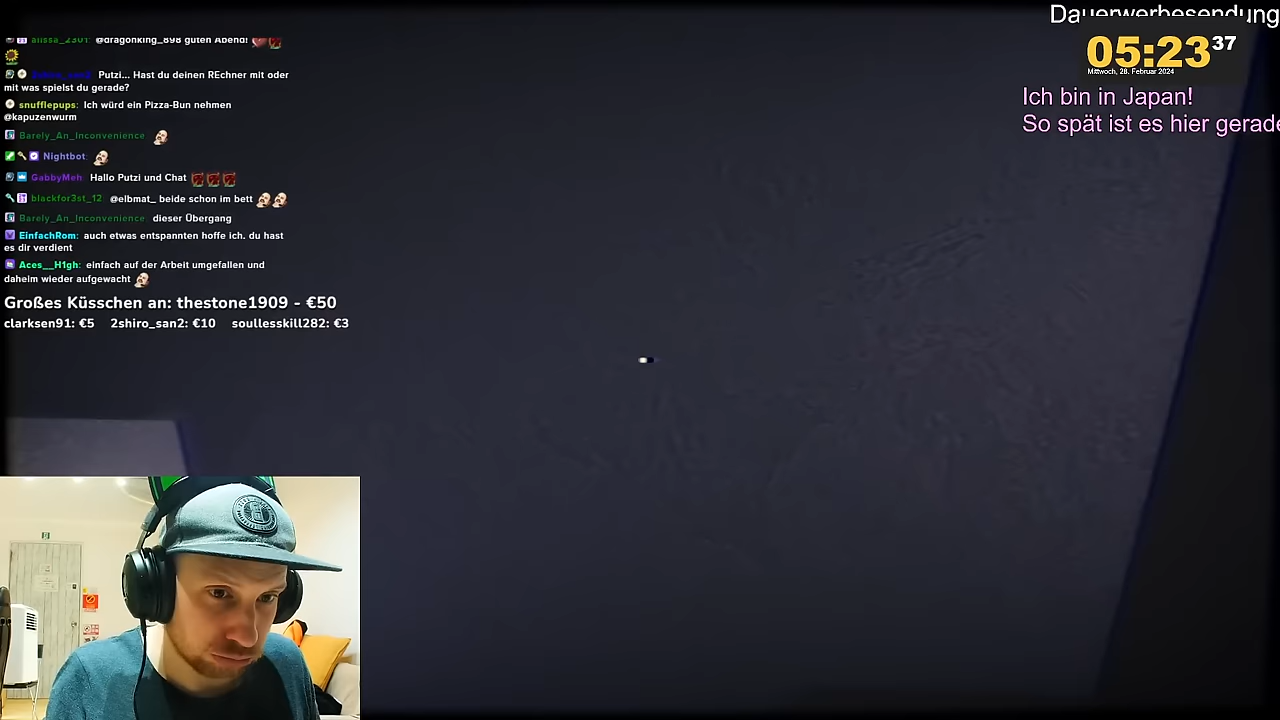 Dauerwerbesendung
05:23 37
Mittwoch, 28. Februar 2024
Ich bin in Japan!
So spät ist es hier gerade
alissa_2301: @dragonking_898 guten Abend!
Putzi... Hast du deinen REchner mit oder
mit was spielst du gerade?
snufflepups: Ich würd ein Pizza-Bun nehmen
@kapuzenwurm
Barely_An_Inconvenience
Nightbot:
GabbyMeh: Hallo Putzi und Chat
blackfor3st_12: @elbmat_ beide schon im bett
Barely_An_Inconvenience: dieser Übergang
EinfachRom: auch etwas entspannten hoffe ich. du hast
es dir verdient
Aces__H1gh: einfach auf der Arbeit umgefallen und
daheim wieder aufgewacht
Großes Küsschen an: thestone1909 - €50
clarksen91: €5 2shiro_san2: €10 soullesskill282: €3